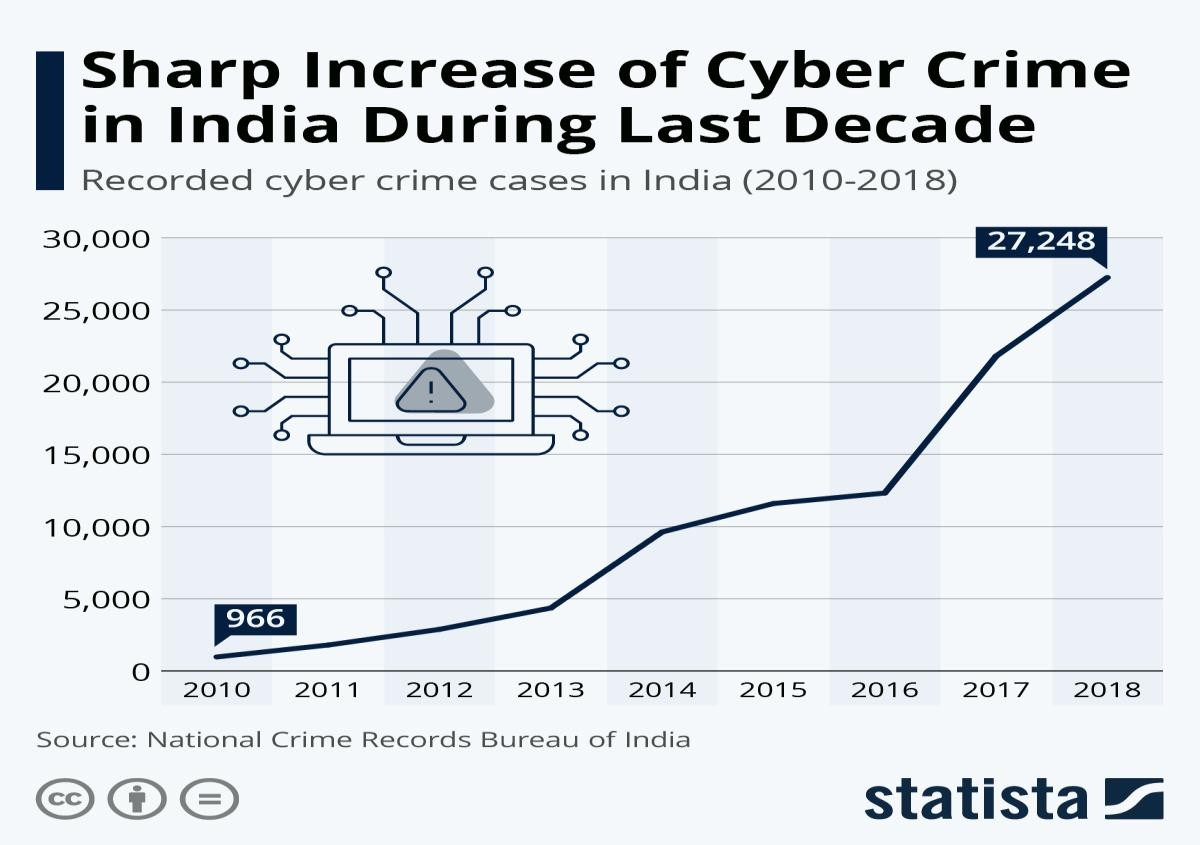 Sharp Increase of Cyber Crime
in India During Last Decade
Recorded cyber crime cases in India (2010-2018)
30,000
27,248
25,000
20,000
!
15,000
10,000
5,000
966
0
2010 2011 2012 2013 2014 2015 2016 2017 2018
Source: National Crime Records Bureau of India
cc
=
statista